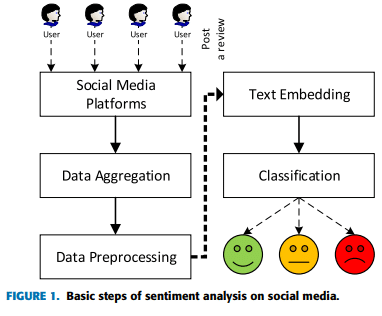 User User User User
Post
a review
Social Media
Platforms
Data Aggregation
Data Preprocessing
Text Embedding
Classification
FIGURE 1. Basic steps of sentiment analysis on social media.